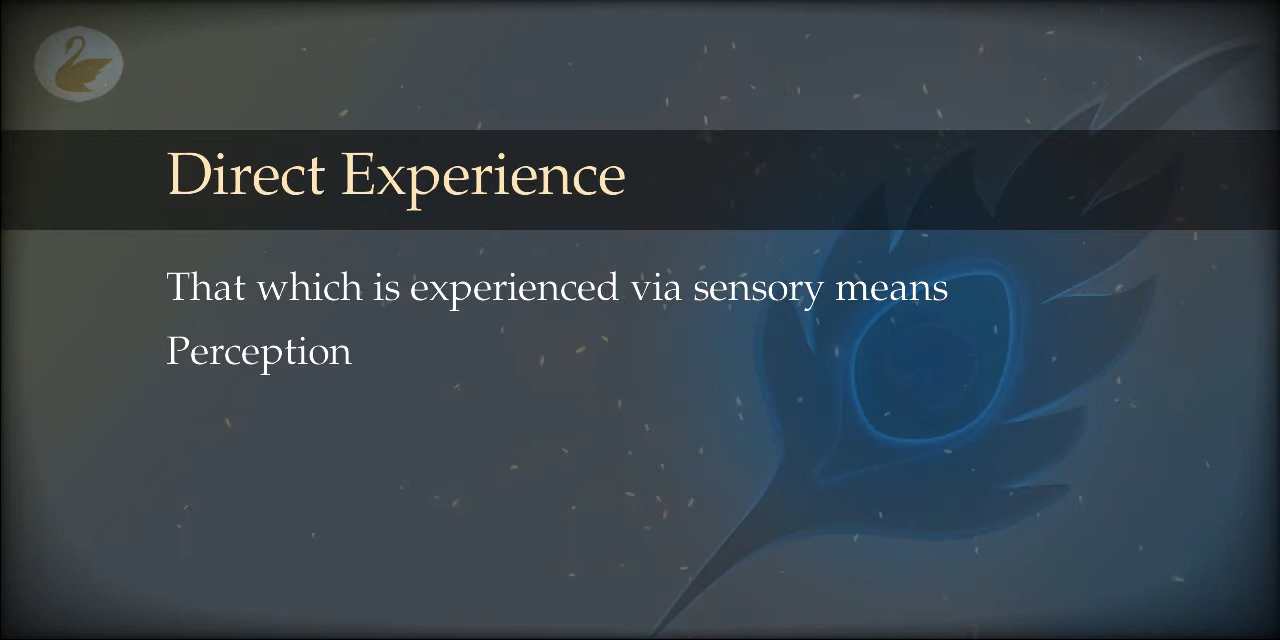 Direct Experience
That which is experienced via sensory means
Perception